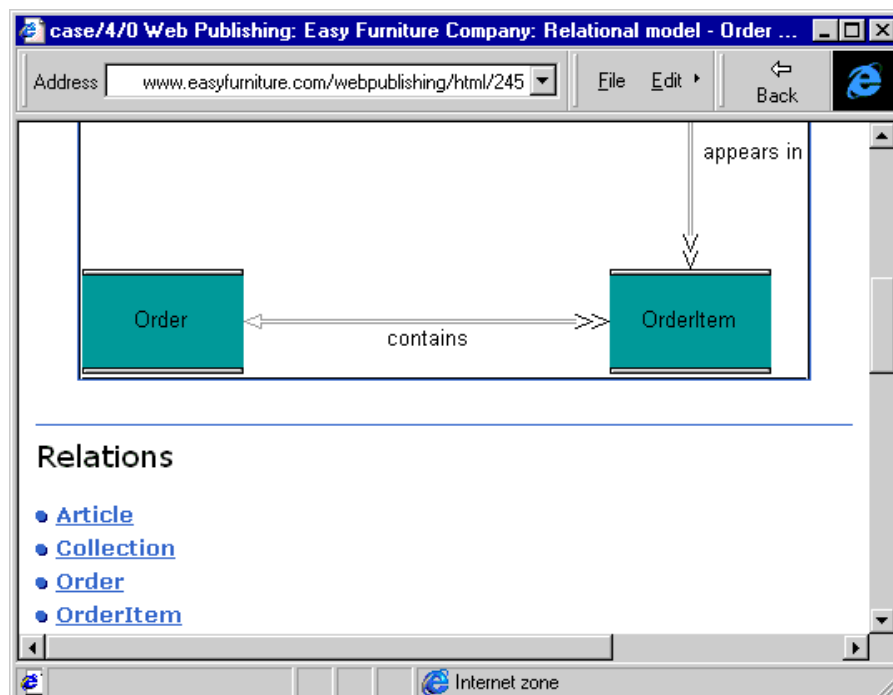 case/4/0 Web Publishing: Easy Furniture Company: Relational model - Order ...
Address www.easyfurniture.com/webpublishing/html/245 File Edit Back
appears in
Order OrderItem
contains
Relations
Article
Collection
Order
OrderItem
Internet zone